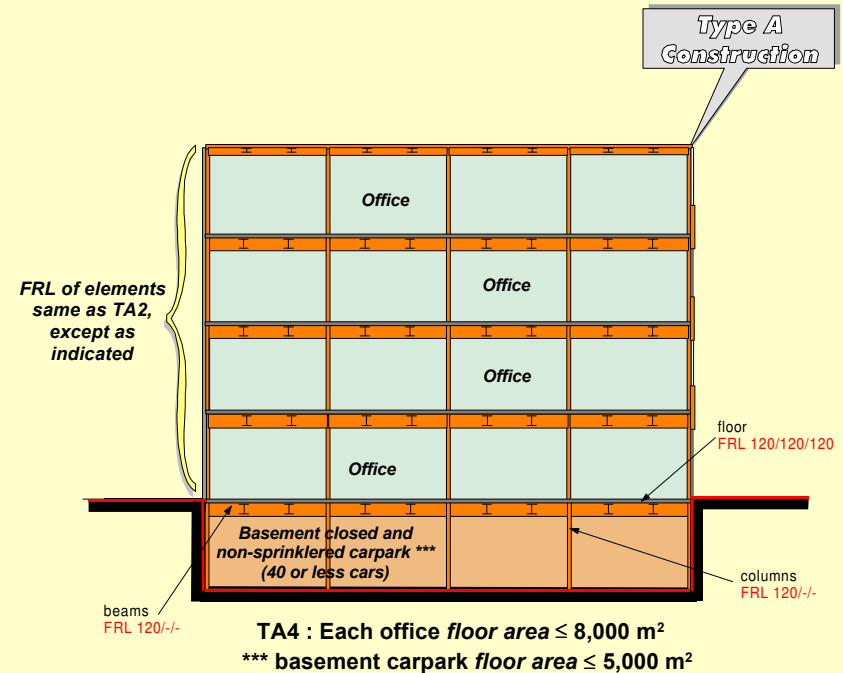 Type A
Construction
Office
Office
FRL of elements
same as TA2,
except as
indicated
Office
Office
floor
FRL 120/120/120
Basement closed and
non-sprinklered carpark ***
(40 or less cars)
columns
FRL 120/-/-
beams
FRL 120/-/-
TA4 : Each office floor area ≤ 8,000 m²
*** basement carpark floor area ≤ 5,000 m²